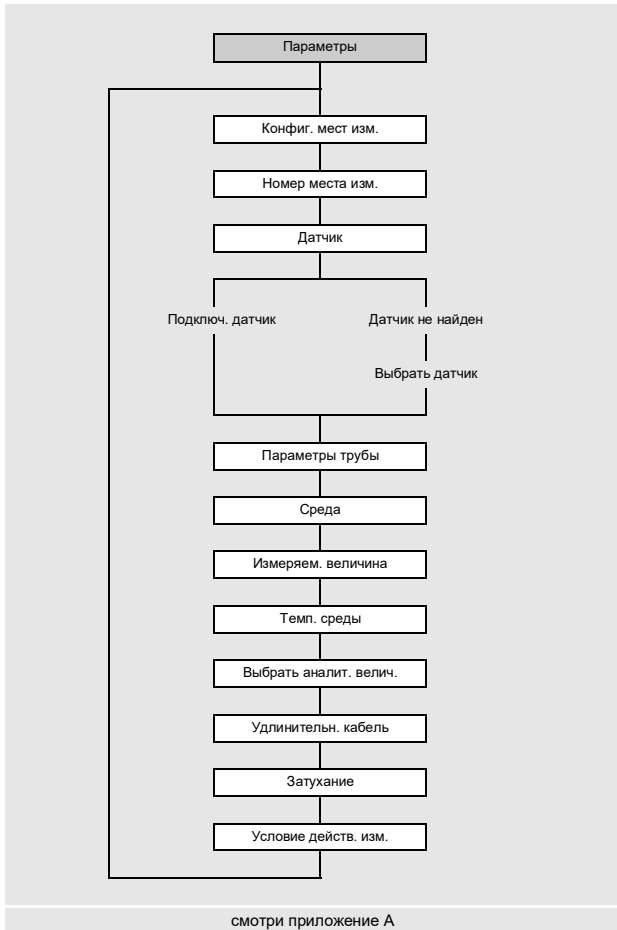 Параметры
Конфиг. мест изм.
Номер места изм.
Датчик
Подключ. датчик
Датчик не найден
Выбрать датчик
Параметры трубы
Среда
Измеряем. величина
Темп. среды
Выбрать аналит. велич.
Удлинительн. кабель
Затухание
Условие действ. изм.
смотри приложение А